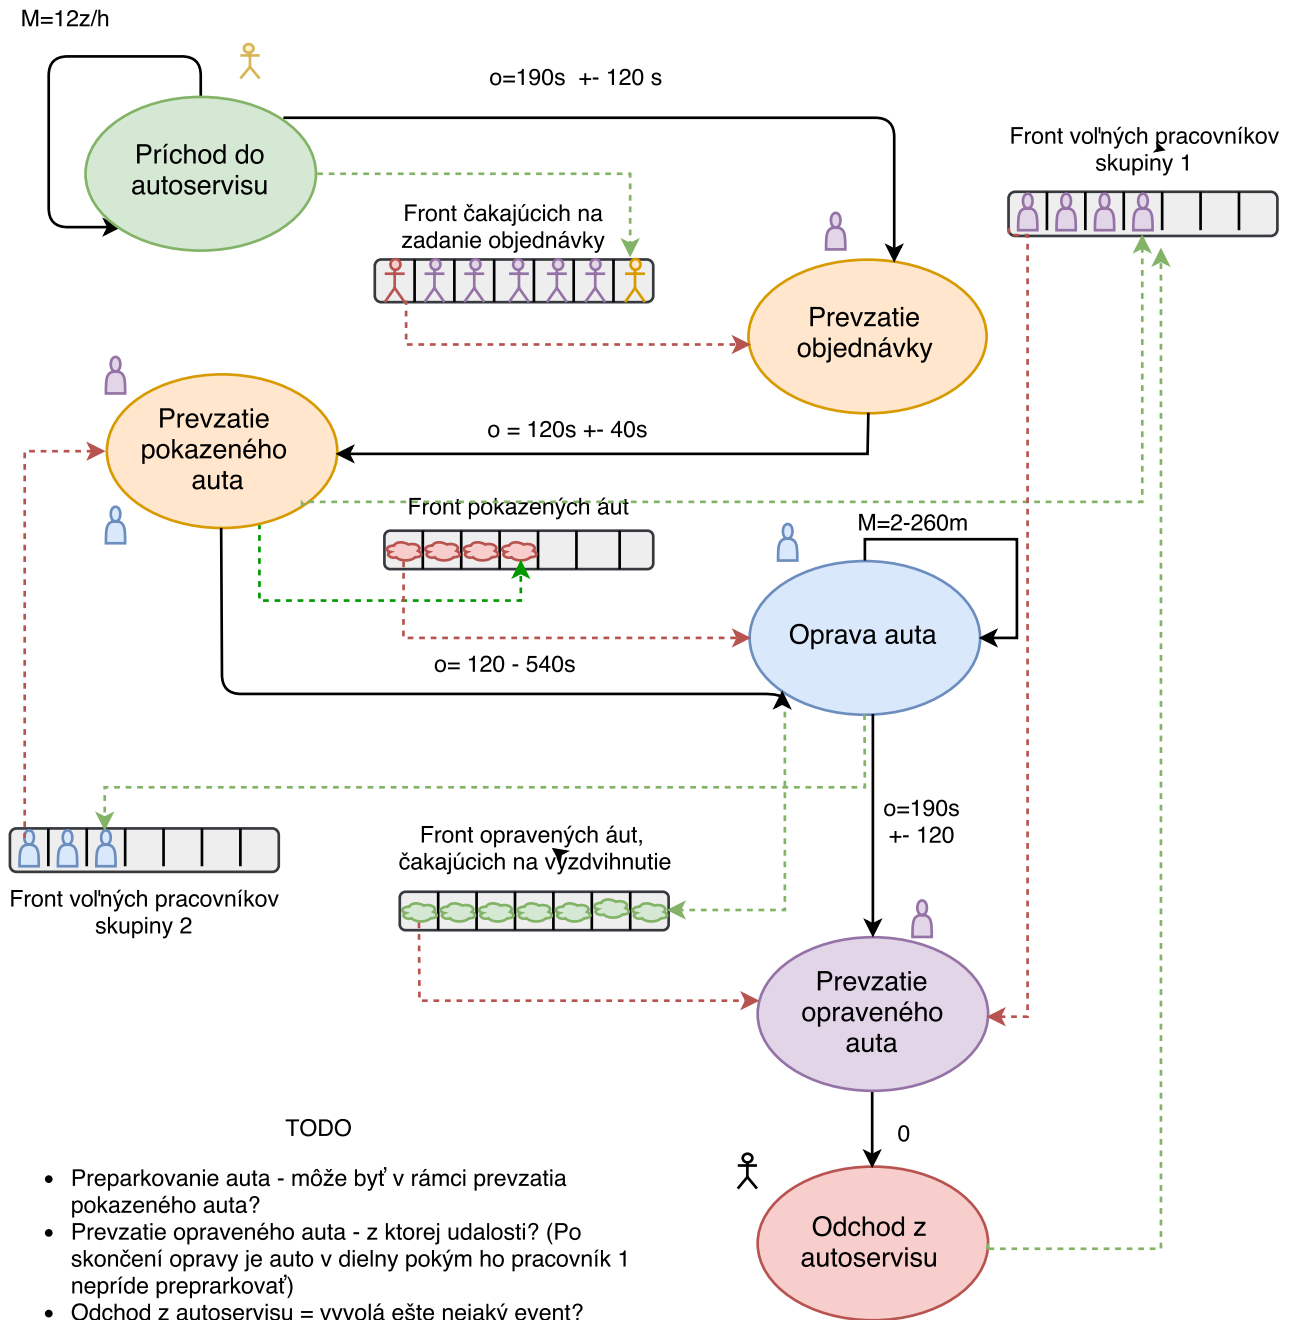 M=12z/h
o=190s +- 120 s
Príchod do
autoservisu
Front voľných pracovníkov
skupiny 1
Front čakajúcich na
zadanie objednávky
Prevzatie
objednávky
Prevzatie
pokazeného
auta
o = 120s +- 40s
Front pokazených áut
M=2-260m
Oprava auta
o= 120 - 540s
o=190s
+- 120
Front opravených áut,
čakajúcich na vyzdvihnutie
Front voľných pracovníkov
skupiny 2
Prevzatie
opraveného
auta
0
Odchod z
autoservisu
TODO
• Preparkovanie auta - môže byť v rámci prevzatia
pokazeného auta?
• Prevzatie opraveného auta - z ktorej udalosti? (Po
skončení opravy je auto v dielny pokým ho pracovník 1
nepríde preprarkovať)
• Odchod z autoservisu = vyvolá ešte nejaký event?